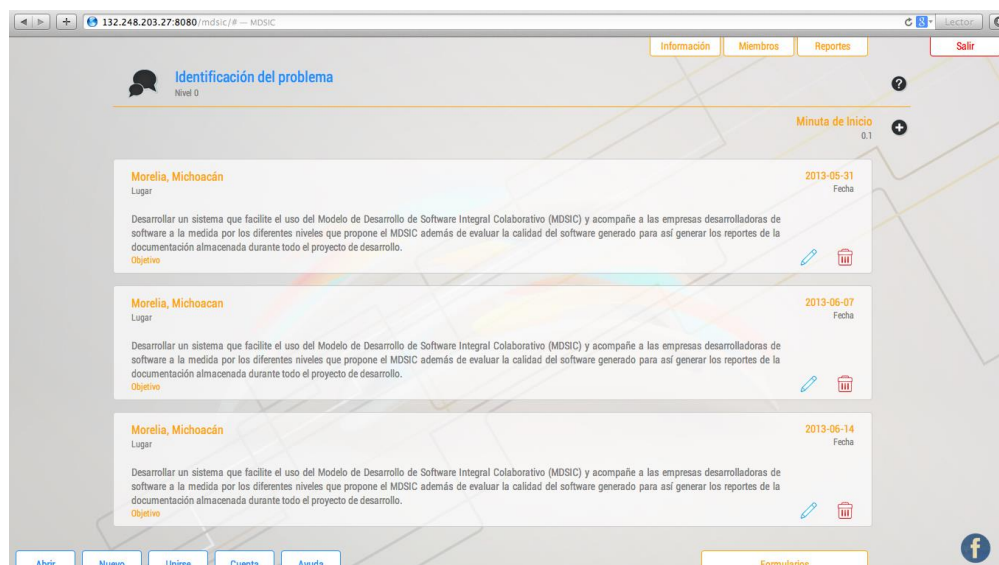 132.248.203.27:8080/mdsic/# — MDSIC
Lector
Información Miembros Reportes Salir
Identificación del problema
Nivel 0
Minuta de Inicio
0.1
Morelia, Michoacán 2013-05-31
Lugar Fecha
Desarrollar un sistema que facilite el uso del Modelo de Desarrollo de Software Integral Colaborativo (MDSIC) y acompañe a las empresas desarrolladoras de
software a la medida por los diferentes niveles que propone el MDSIC además de evaluar la calidad del software generado para así generar los reportes de la
documentación almacenada durante todo el proyecto de desarrollo.
Objetivo
Morelia, Michoacan 2013-06-07
Lugar Fecha
Desarrollar un sistema que facilite el uso del Modelo de Desarrollo de Software Integral Colaborativo (MDSIC) y acompañe a las empresas desarrolladoras de
software a la medida por los diferentes niveles que propone el MDSIC además de evaluar la calidad del software generado para así generar los reportes de la
documentación almacenada durante todo el proyecto de desarrollo.
Objetivo
Morelia, Michoacán 2013-06-14
Lugar Fecha
Desarrollar un sistema que facilite el uso del Modelo de Desarrollo de Software Integral Colaborativo (MDSIC) y acompañe a las empresas desarrolladoras de
software a la medida por los diferentes niveles que propone el MDSIC además de evaluar la calidad del software generado para así generar los reportes de la
documentación almacenada durante todo el proyecto de desarrollo.
Objetivo
Abrir Nuevo Unirse Cuenta Ayuda Formularios